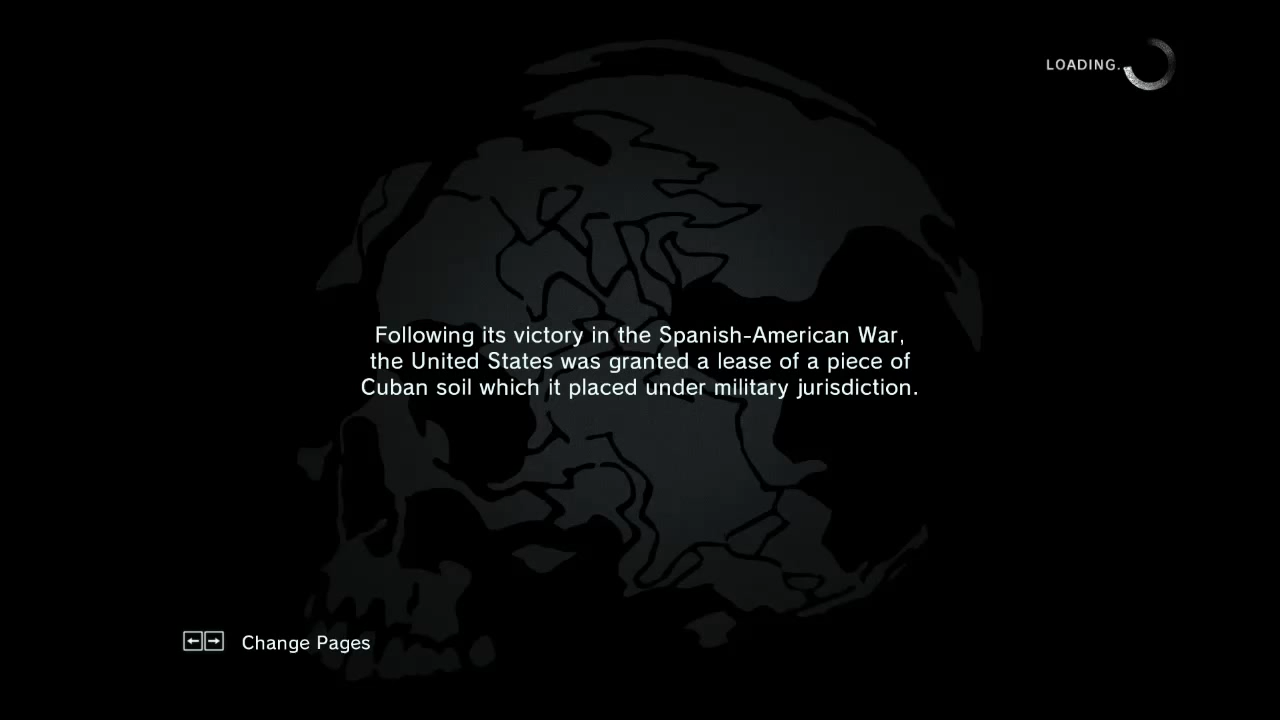 LOADING.
Following its victory in the Spanish-American War,
the United States was granted a lease of a piece of
Cuban soil which it placed under military jurisdiction.
Change Pages